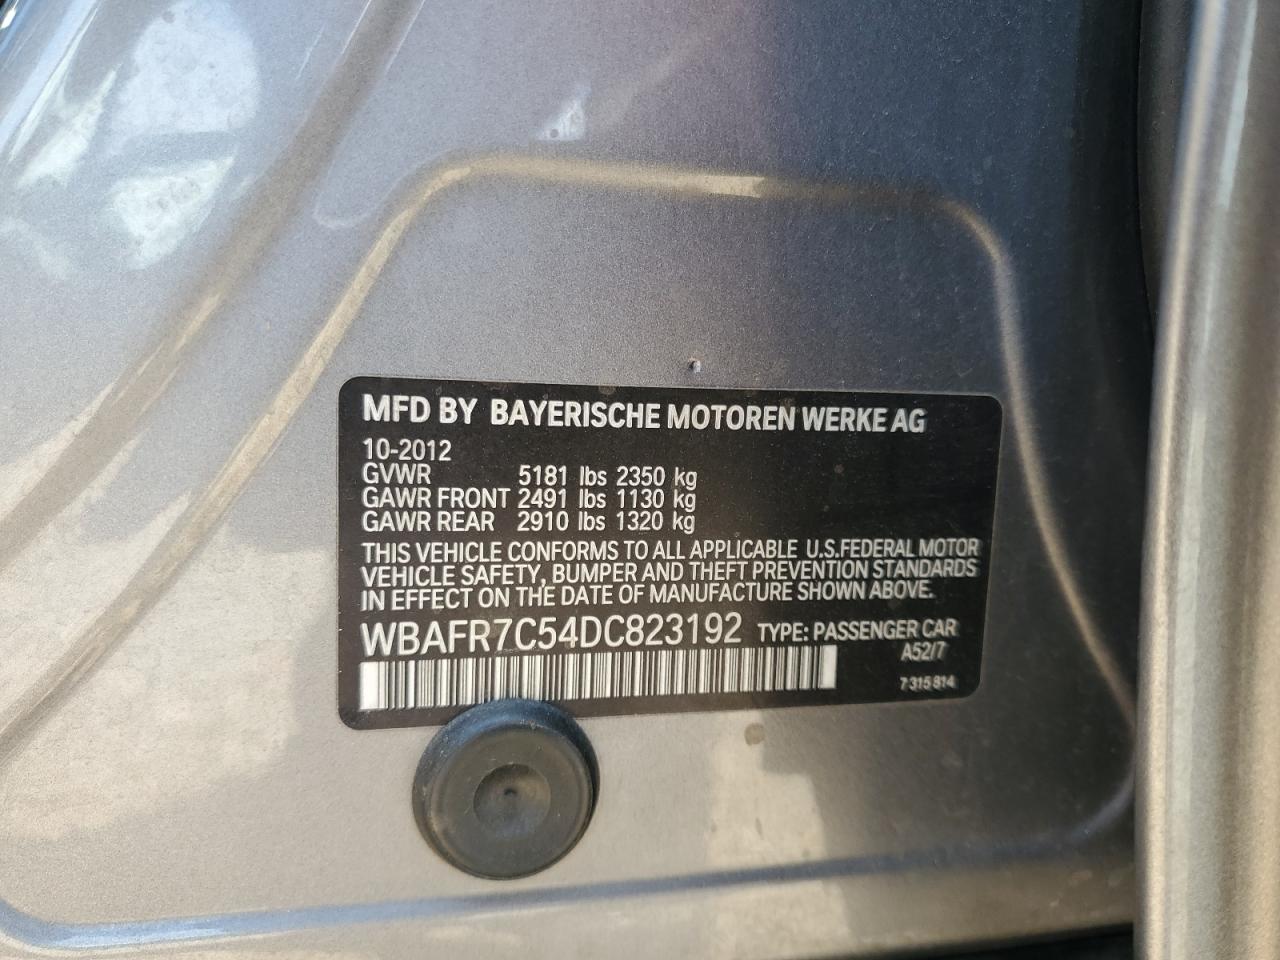 MFD BY BAYERISCHE MOTOREN WERKE AG
10-2012
GVWR 5181 lbs 2350 kg
GAWR FRONT 2491 lbs 1130 kg
GAWR REAR 2910 lbs 1320 kg
THIS VEHICLE CONFORMS TO ALL APPLICABLE U.S.FEDERAL MOTOR
VEHICLE SAFETY, BUMPER AND THEFT PREVENTION STANDARDS
IN EFFECT ON THE DATE OF MANUFACTURE SHOWN ABOVE.
WBAFR7C54DC823192 TYPE: PASSENGER CAR
A52/7
7 315 814